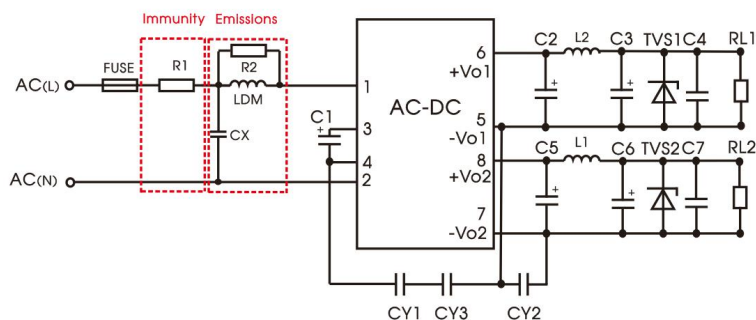 Immunity Emissions
FUSE R1 R2
LDM
AC(L)
CX
AC(N)
C1
+
1
3
4
2
AC-DC
6
+Vo1
5
-Vo1
8
+Vo2
7
-Vo2
C2 L2 C3 TVS1 C4 RL1
+ +
C5 L1 C6 TVS2 C7 RL2
+ +
CY1 CY3 CY2